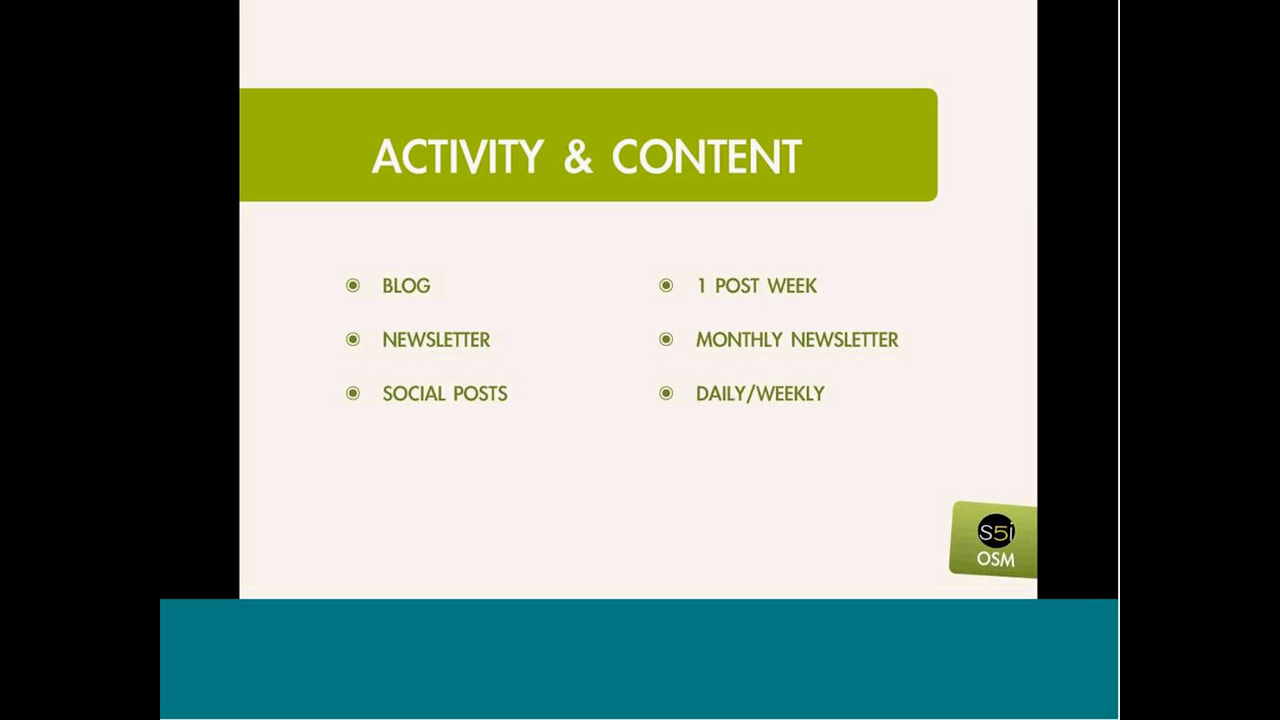 ACTIVITY & CONTENT
BLOG
NEWSLETTER
SOCIAL POSTS
1 POST WEEK
MONTHLY NEWSLETTER
DAILY/WEEKLY
S5i
OSM